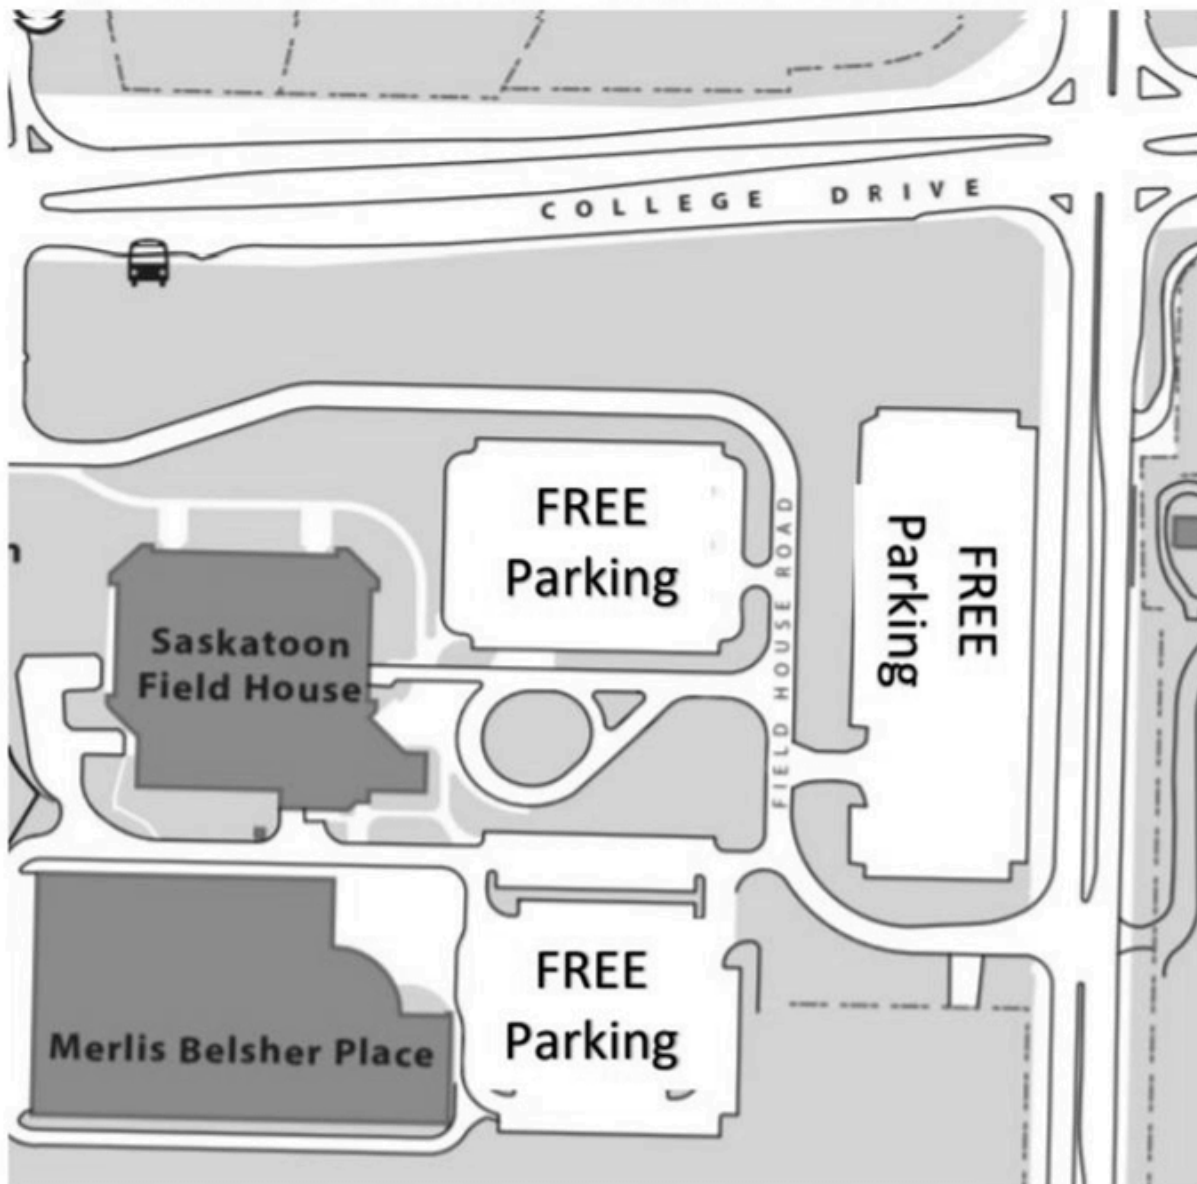 COLLEGE DRIVE
FREE
Parking
FIELD HOUSE ROAD
FREE
Parking
Saskatoon
Field House
FREE
Parking
Merlis Belsher Place